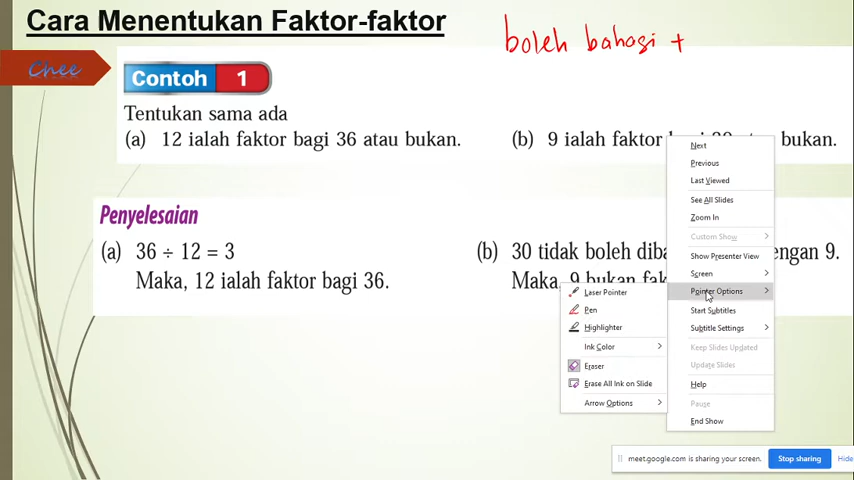 Cara Menentukan Faktor-faktor
boleh bahagi +
Chee
Contoh 1
Tentukan sama ada
(a) 12 ialah faktor bagi 36 atau bukan.
(b) 9 ialah faktor bukan.
Penyelesaian
(a) 36 ÷ 12 = 3
Maka, 12 ialah faktor bagi 36.
(b) 30 tidak boleh engan 9.
Maka, 9 bukan
Next
Previous
Last Viewed
See All Slides
Zoom In
Custom Show
Show Presenter View
Screen
Pointer Options
Start Subtitles
Subtitle Settings
Keep Slides Updated
Update Slides
Help
Pause
End Show
Laser Pointer
Pen
Highlighter
Ink Color
Eraser
Erase All Ink on Slide
Arrow Options
meet.google.com is sharing your screen.
Stop sharing
Hide